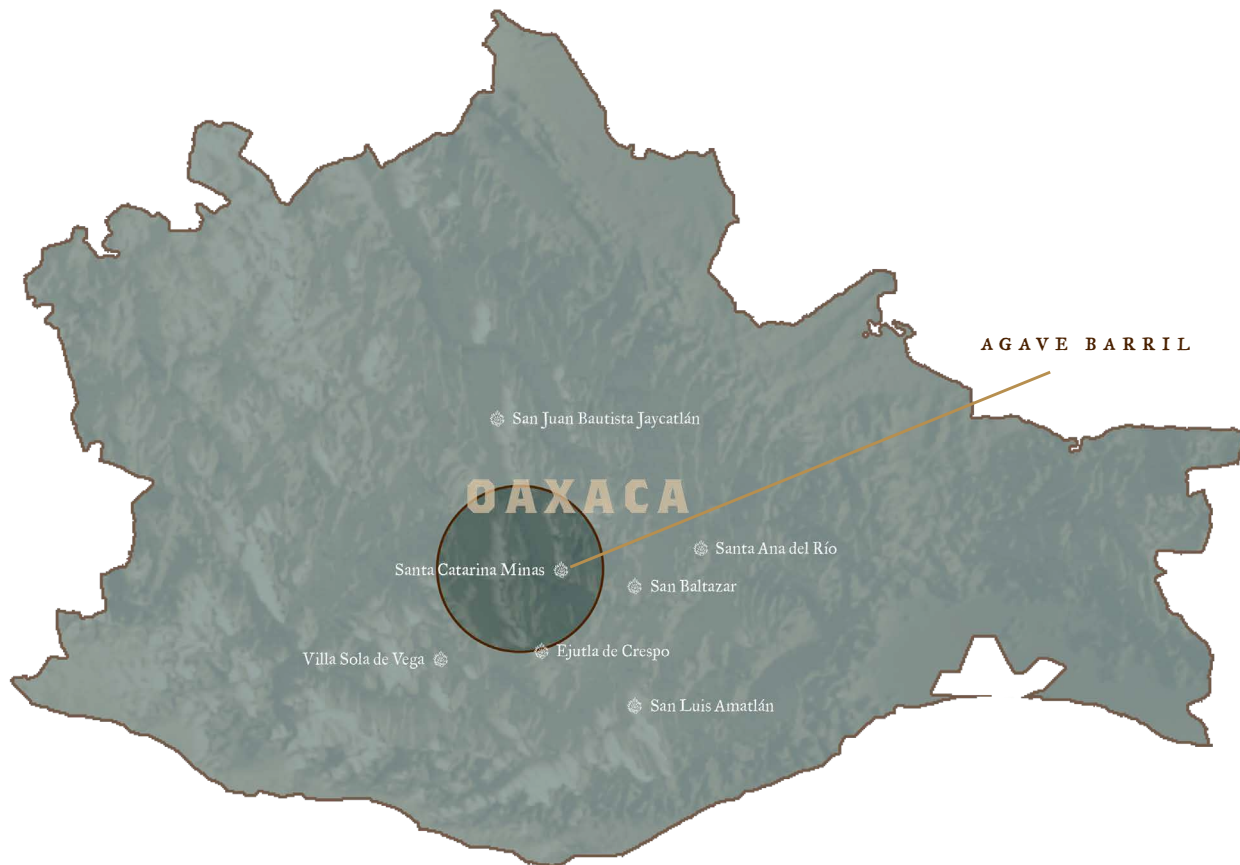 AGAVE BARRIL
San Juan Bautista Jaycatlán
OAXACA
Santa Ana del Río
Santa Catarina Minas
San Baltazar
Ejutla de Crespo
Villa Sola de Vega
San Luis Amatlán